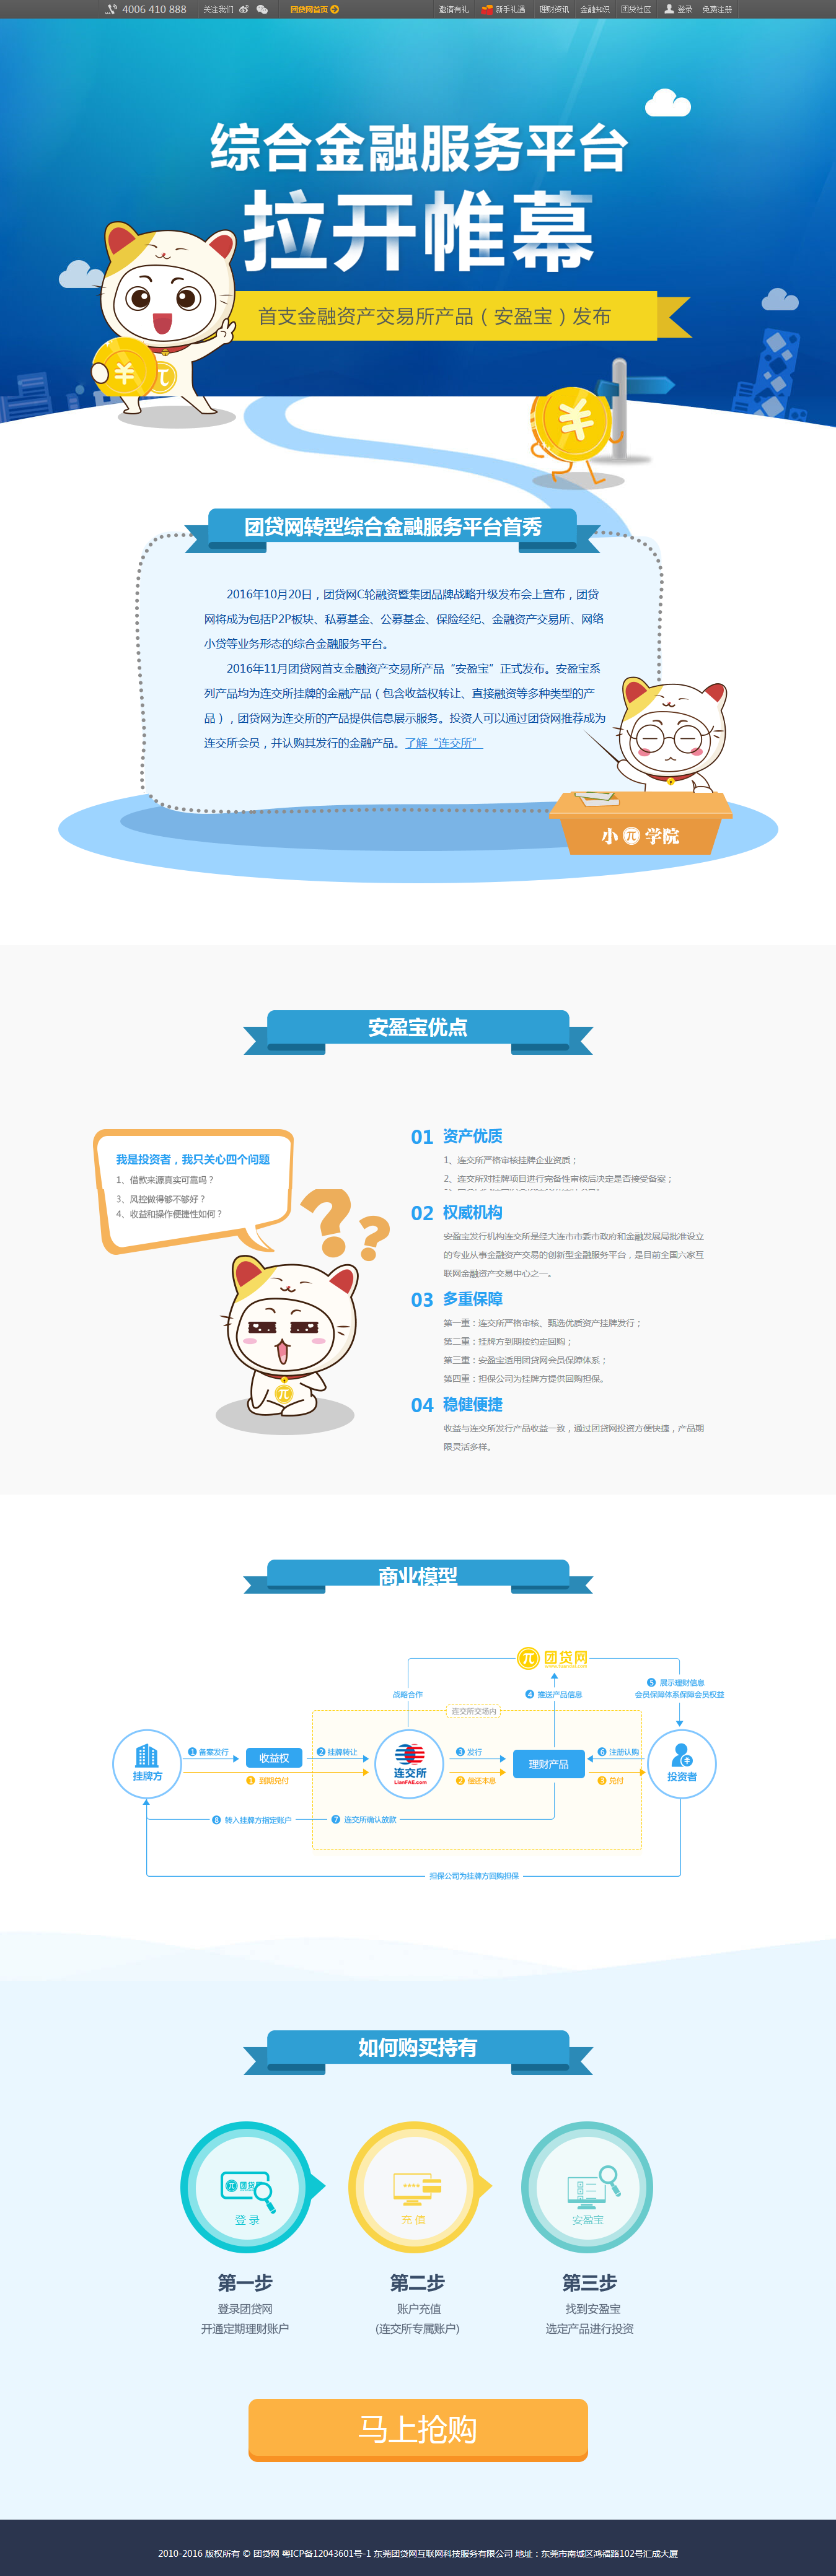 4006 410 888 关注我们 团贷网首页 邀请有礼 新手礼遇 理财资讯 金融知识 团贷社区 登录 免费注册
综合金融服务平台
拉开帷幕
首支金融资产交易所产品（安盈宝）发布
团贷网转型综合金融服务平台首秀
2016年10月20日，团贷网C轮融资暨集团品牌战略升级发布会上宣布，团贷
网将成为包括P2P板块、私募基金、公募基金、保险经纪、金融资产交易所、网络
小贷等业务形态的综合金融服务平台。
2016年11月团贷网首支金融资产交易所产品“安盈宝”正式发布。安盈宝系
列产品均为连交所挂牌的金融产品（包含收益权转让、直接融资等多种类型的产
品），团贷网为连交所的产品提供信息展示服务。投资人可以通过团贷网推荐成为
连交所会员，并认购其发行的金融产品。了解“连交所”
小π学院
安盈宝优点
我是投资者，我只关心四个问题
1、借款来源真实可靠吗？
3、风控做得够不够好？
4、收益和操作便捷性如何？
01 资产优质
1、连交所严格审核挂牌企业资质；
2、连交所对挂牌项目进行完备性审核后决定是否接受备案；
02 权威机构
安盈宝发行机构连交所是经大连市市委市政府和金融发展局批准设立
的专业从事金融资产交易的创新型金融服务平台，是目前全国六家互
联网金融资产交易中心之一。
03 多重保障
第一重：连交所严格审核、甄选优质资产挂牌发行；
第二重：挂牌方到期按约定回购；
第三重：安盈宝适用团贷网会员保障体系；
第四重：担保公司为挂牌方提供回购担保。
04 稳健便捷
收益与连交所发行产品收益一致，通过团贷网投资方便快捷，产品期
限灵活多样。
商业模型
π 团贷网
战略合作
4 推送产品信息
5 展示理财信息
会员保障体系保障会员权益
连交所交场内
挂牌方
1 备案发行
收益权
2 挂牌转让
连交所
LianFAE.com
3 发行
理财产品
6 注册认购
投资者
1 到期兑付
2 偿还本息
3 兑付
8 转入挂牌方指定账户
7 连交所确认放款
担保公司为挂牌方回购担保
如何购买持有
登 录
充 值
安盈宝
第一步
登录团贷网
开通定期理财账户
第二步
账户充值
(连交所专属账户)
第三步
找到安盈宝
选定产品进行投资
马上抢购
2010-2016 版权所有 © 团贷网 粤ICP备12043601号-1 东莞团贷网互联网科技服务有限公司 地址：东莞市南城区鸿福路102号汇成大厦